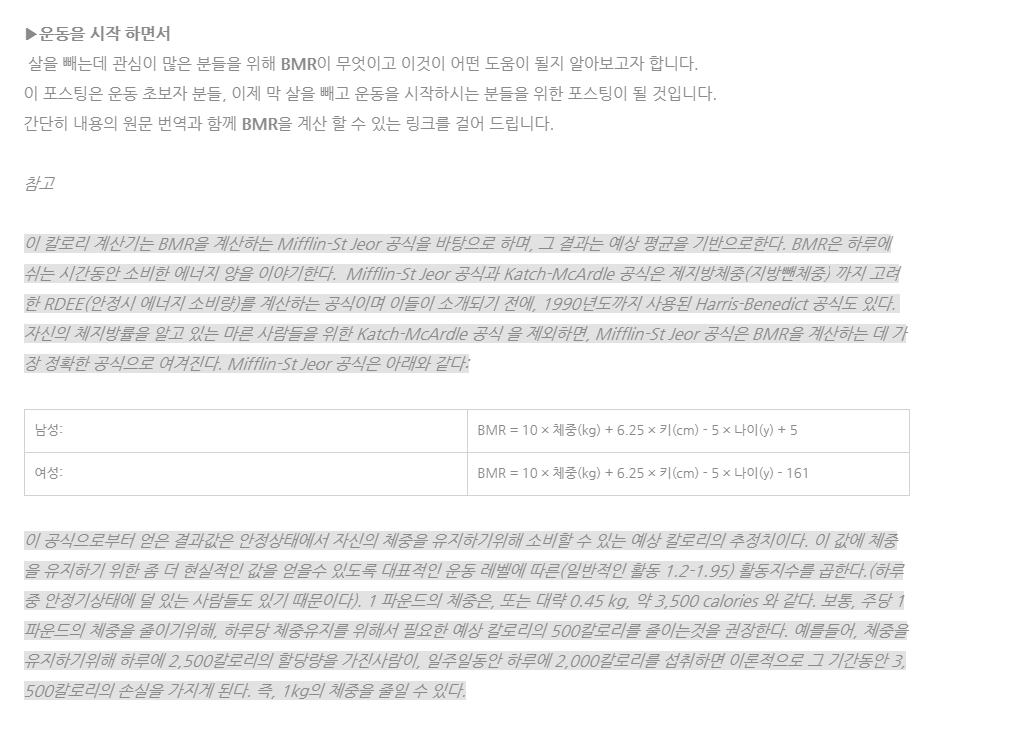 ▶운동을 시작 하면서
살을 빼는데 관심이 많은 분들을 위해 BMR이 무엇이고 이것이 어떤 도움이 될지 알아보고자 합니다.
이 포스팅은 운동 초보자 분들, 이제 막 살을 빼고 운동을 시작하시는 분들을 위한 포스팅이 될 것입니다.
간단히 내용의 원문 번역과 함께 BMR을 계산 할 수 있는 링크를 걸어 드립니다.
참고
이 칼로리 계산기는 BMR을 계산하는 Mifflin-St Jeor 공식을 바탕으로 하며, 그 결과는 예상 평균을 기반으로한다. BMR은 하루에
쉬는 시간동안 소비한 에너지 양을 이야기한다. Mifflin-St Jeor 공식과 Katch-McArdle 공식은 제지방체중(지방뺀체중) 까지 고려
한 RDEE(안정시 에너지 소비량)를 계산하는 공식이며 이들이 소개되기 전에, 1990년도까지 사용된 Harris-Benedict 공식도 있다.
자신의 체지방률을 알고 있는 마른 사람들을 위한 Katch-McArdle 공식 을 제외하면, Mifflin-St Jeor 공식은 BMR을 계산하는 데 가
장 정확한 공식으로 여겨진다. Mifflin-St Jeor 공식은 아래와 같다:
남성: BMR = 10 × 체중(kg) + 6.25 × 키(cm) - 5 × 나이(y) + 5
여성: BMR = 10 × 체중(kg) + 6.25 × 키(cm) - 5 × 나이(y) - 161
이 공식으로부터 얻은 결과값은 안정상태에서 자신의 체중을 유지하기위해 소비할 수 있는 예상 칼로리의 추정치이다. 이 값에 체중
을 유지하기 위한 좀 더 현실적인 값을 얻을수 있도록 대표적인 운동 레벨에 따른(일반적인 활동 1.2-1.95) 활동지수를 곱한다.(하루
중 안정기상태에 덜 있는 사람들도 있기 때문이다). 1 파운드의 체중은, 또는 대략 0.45 kg, 약 3,500 calories 와 같다. 보통, 주당 1
파운드의 체중을 줄이기위해, 하루당 체중유지를 위해서 필요한 예상 칼로리의 500칼로리를 줄이는것을 권장한다. 예를들어, 체중을
유지하기위해 하루에 2,500칼로리의 할당량을 가진사람이, 일주일동안 하루에 2,000칼로리를 섭취하면 이론적으로 그 기간동안 3,
500칼로리의 손실을 가지게 된다. 즉, 1kg의 체중을 줄일 수 있다.